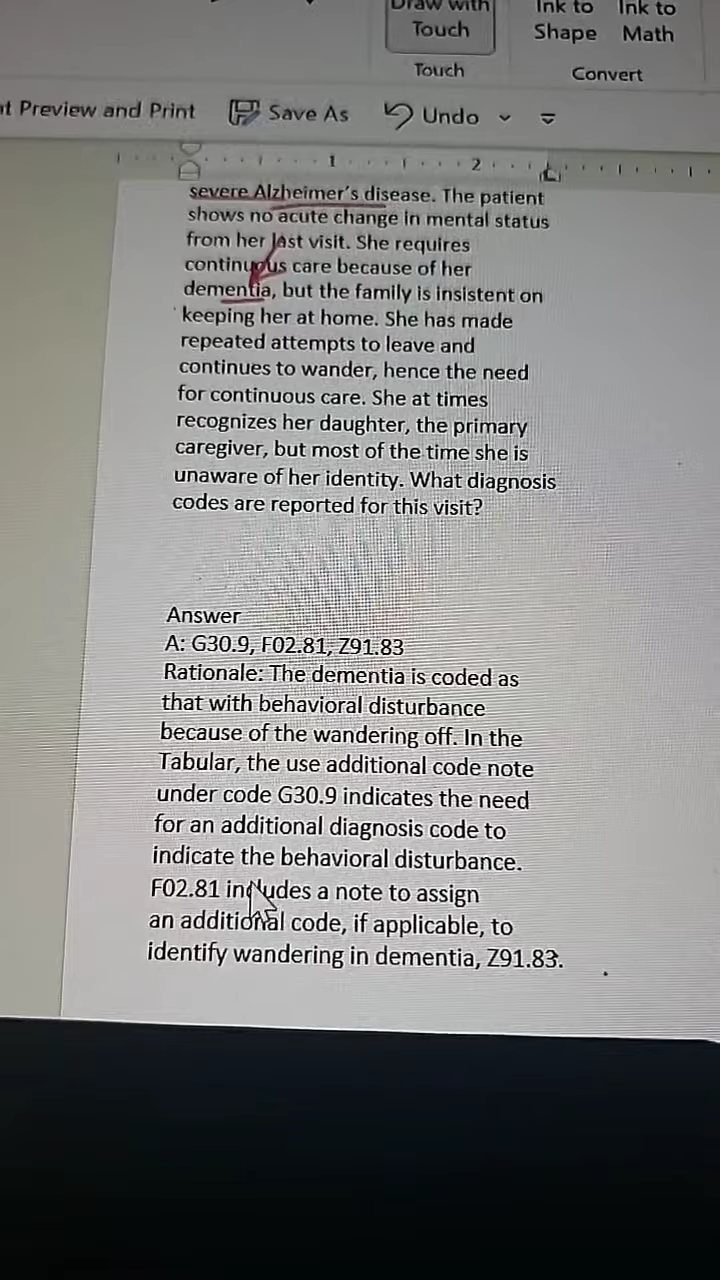 Draw with
Touch
Ink to
Shape
Ink to
Math
Touch
Convert
Preview and Print
Save As
Undo
1
2
severe Alzheimer's disease. The patient
shows no acute change in mental status
from her last visit. She requires
continuous care because of her
dementia, but the family is insistent on
keeping her at home. She has made
repeated attempts to leave and
continues to wander, hence the need
for continuous care. She at times
recognizes her daughter, the primary
caregiver, but most of the time she is
unaware of her identity. What diagnosis
codes are reported for this visit?
Answer
A: G30.9, F02.81, Z91.83
Rationale: The dementia is coded as
that with behavioral disturbance
because of the wandering off. In the
Tabular, the use additional code note
under code G30.9 indicates the need
for an additional diagnosis code to
indicate the behavioral disturbance.
F02.81 includes a note to assign
an additional code, if applicable, to
identify wandering in dementia, Z91.83.